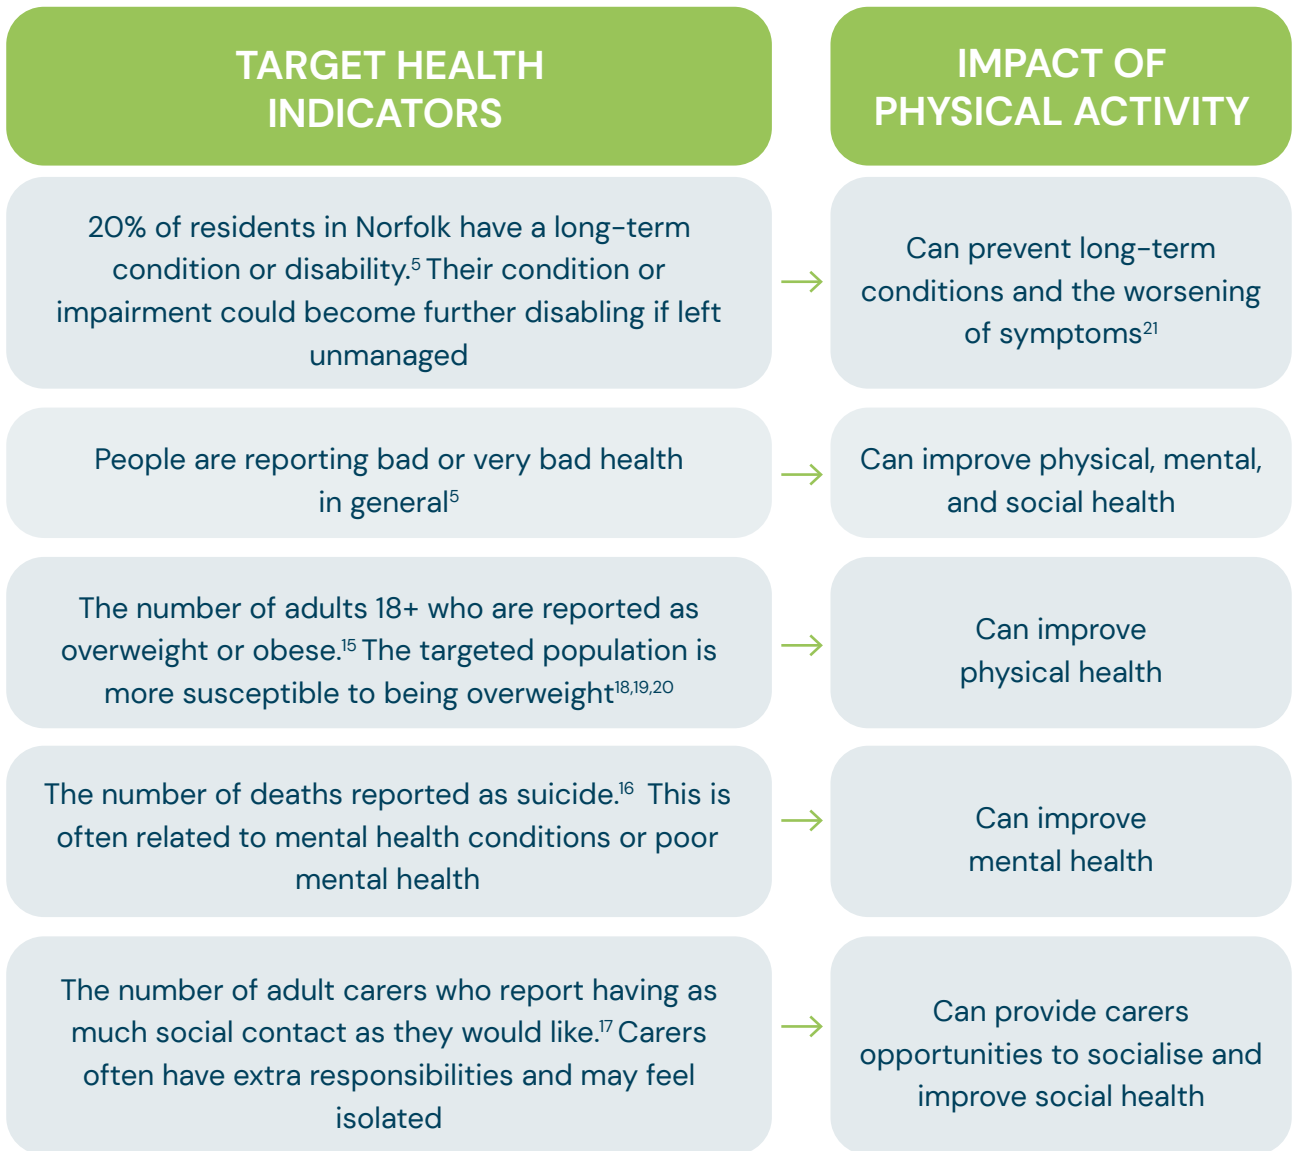 TARGET HEALTH
INDICATORS
IMPACT OF
PHYSICAL ACTIVITY
20% of residents in Norfolk have a long-term
condition or disability.⁵ Their condition or
impairment could become further disabling if left
unmanaged
Can prevent long-term
conditions and the worsening
of symptoms²¹
People are reporting bad or very bad health
in general⁵
Can improve physical, mental,
and social health
The number of adults 18+ who are reported as
overweight or obese.¹⁵ The targeted population is
more susceptible to being overweight¹⁸,¹⁹,²⁰
Can improve
physical health
The number of deaths reported as suicide.¹⁶ This is
often related to mental health conditions or poor
mental health
Can improve
mental health
The number of adult carers who report having as
much social contact as they would like.¹⁷ Carers
often have extra responsibilities and may feel
isolated
Can provide carers
opportunities to socialise and
improve social health